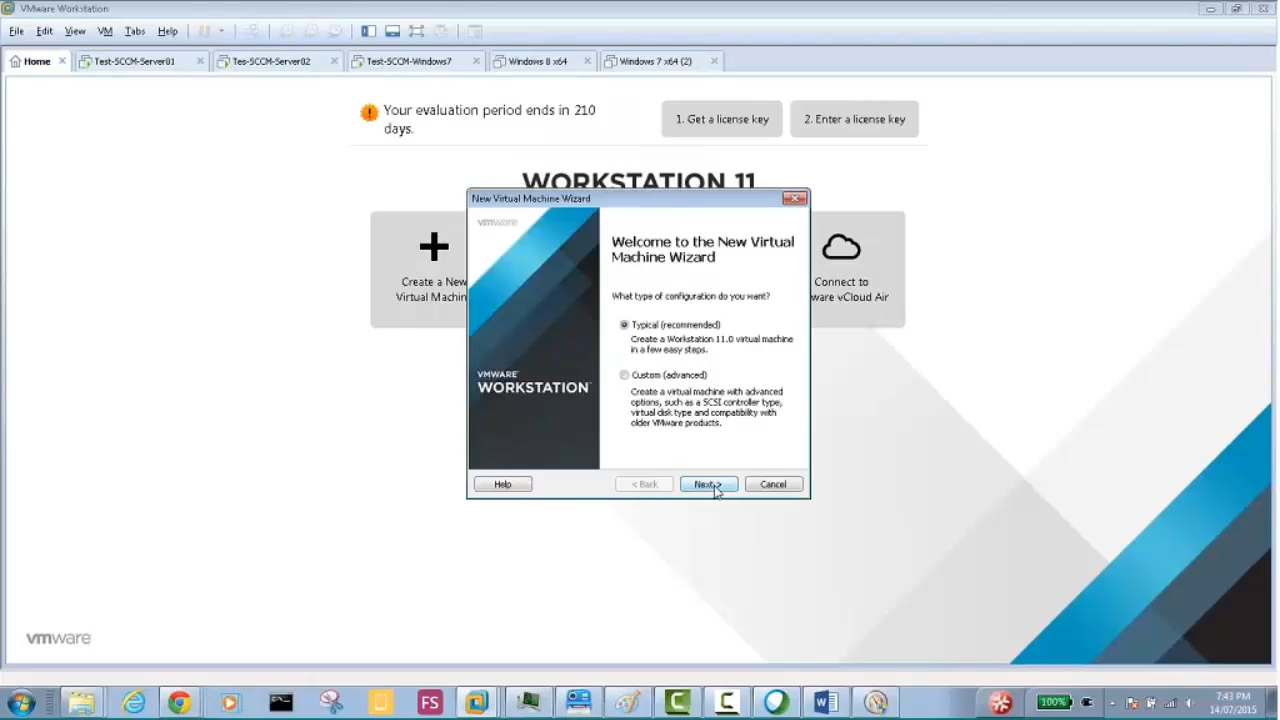 VMware Workstation
File Edit View VM Tabs Help
Home Test-SCCM-Server01 Tes-SCCM-Server02 Test-SCCM-Windows7 Windows 8 x64 Windows 7 x64 (2)
Your evaluation period ends in 210
days.
1. Get a license key
2. Enter a license key
WORKSTATION 11
Create a New
Virtual Machin
Connect to
ware vCloud Air
New Virtual Machine Wizard
vmware
VMWARE
WORKSTATION
Welcome to the New Virtual
Machine Wizard
What type of configuration do you want?
Typical (recommended)
Create a Workstation 11.0 virtual machine
in a few easy steps.
Custom (advanced)
Create a virtual machine with advanced
options, such as a SCSI controller type,
virtual disk type and compatibility with
older VMware products.
Help
< Back
Next >
Cancel
vmware
FS
100%
7:43 PM
14/07/2015